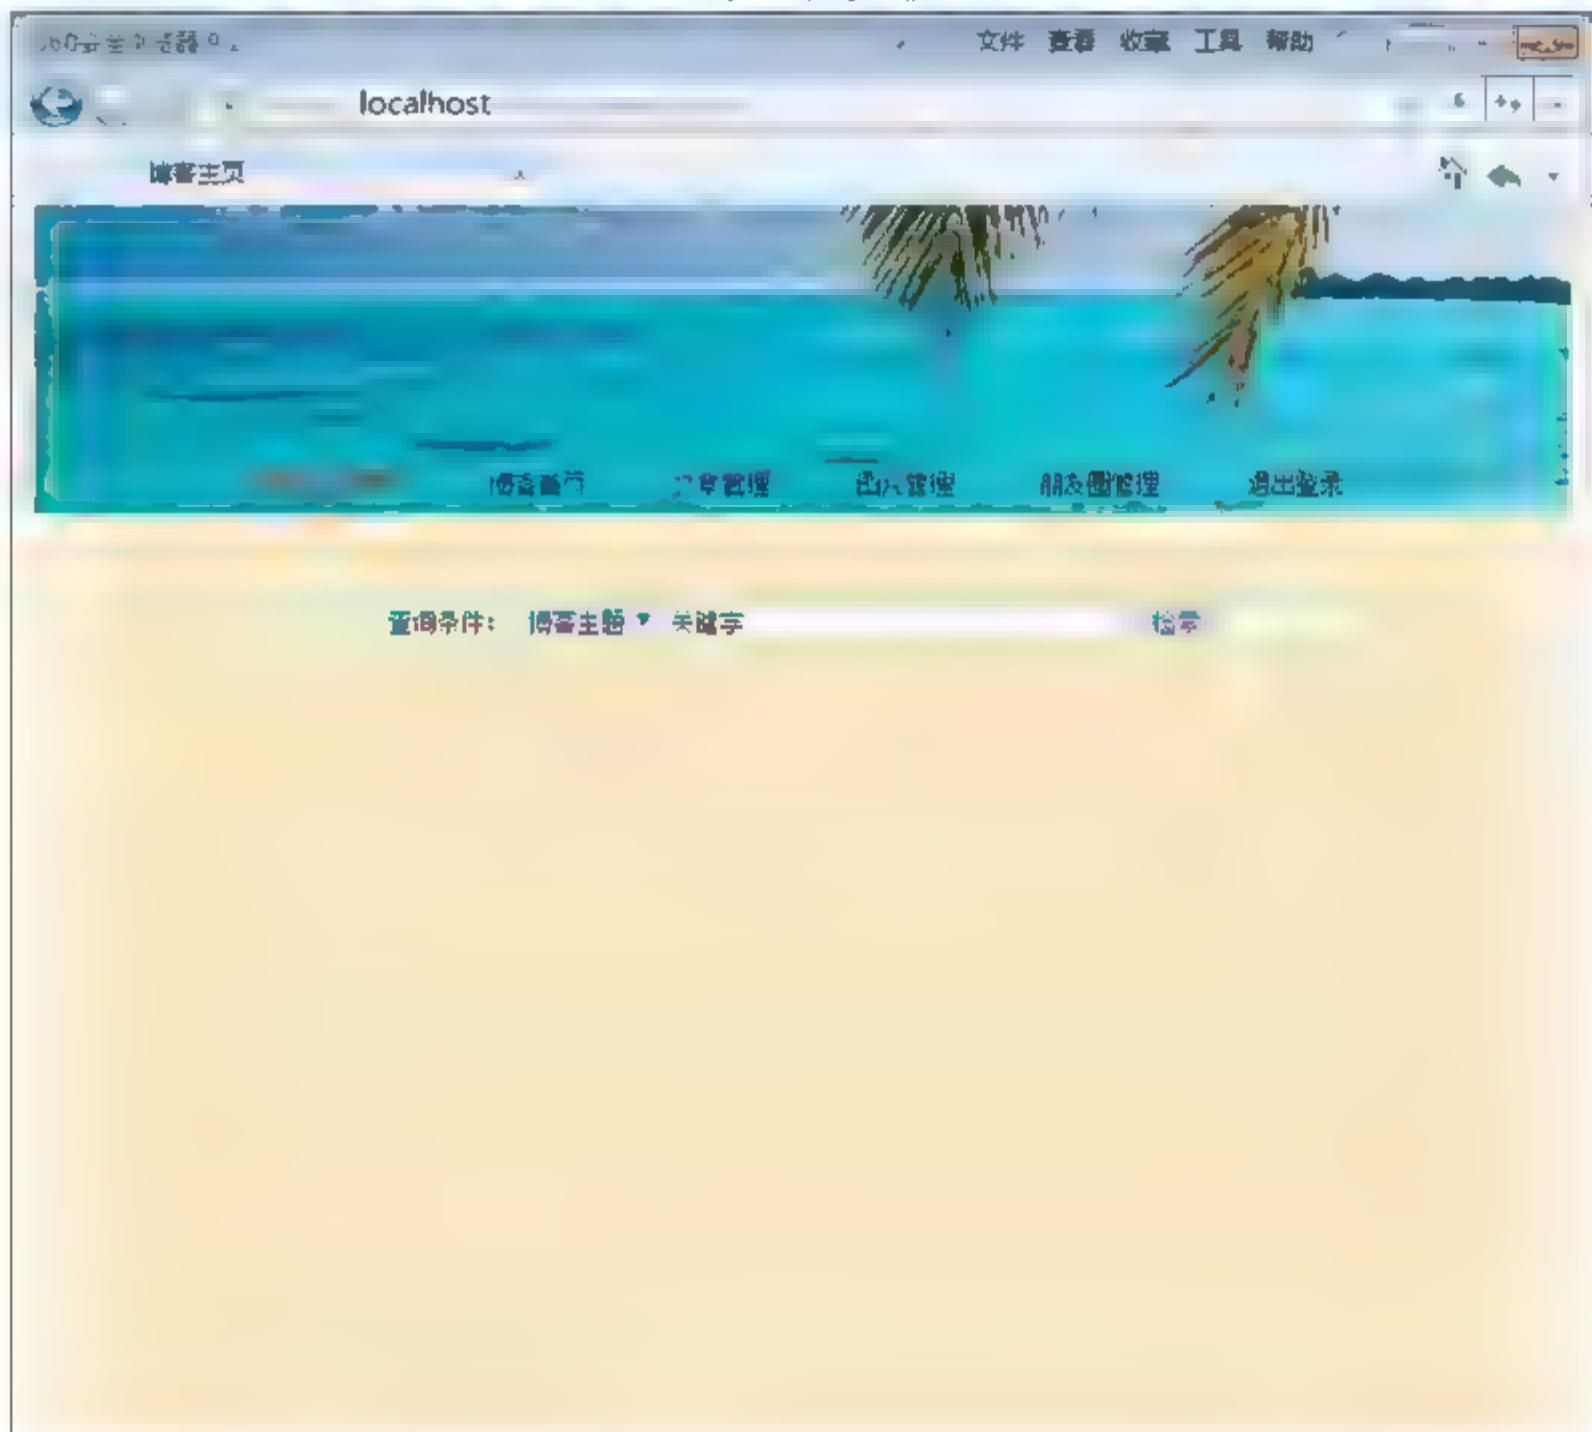 文件 查看 收藏 工具 帮助
localhost
博客主页
博客首页 文章管理 图片管理 朋友圈管理 退出登录
查询条件: 博客主题 ▼ 关键字 检索